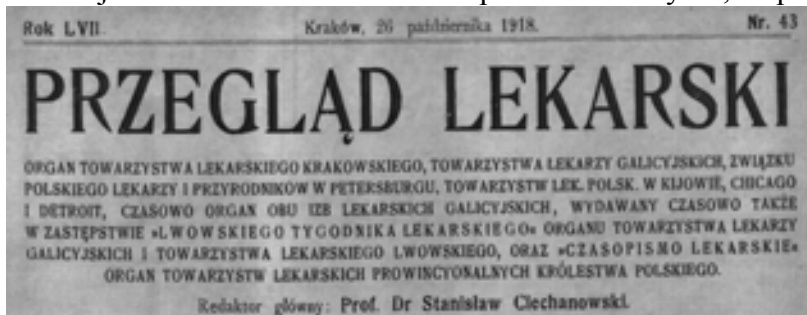 Rok LVII. Kraków, 26 października 1918. Nr. 43
PRZEGLĄD LEKARSKI
ORGAN TOWARZYSTWA LEKARSKIEGO KRAKOWSKIEGO, TOWARZYSTWA LEKARZY GALICYJSKICH, ZWIĄZKU
POLSKIEGO LEKARZY I PRZYRODNIKÓW W PETERSBURGU, TOWARZYSTW LEK. POLSK. W KIJOWIE, CHICAGO
I DETROIT, CZASOWO ORGAN OBU IZB LEKARSKICH GALICYJSKICH, WYDAWANY CZASOWO TAKŻE
W ZASTĘPSTWIE »LWOWSKIEGO TYGODNIKA LEKARSKIEGO« ORGANU TOWARZYSTWA LEKARZY
GALICYJSKICH I TOWARZYSTWA LEKARSKIEGO LWOWSKIEGO, ORAZ »CZASOPISMO LEKARSKIE«
ORGAN TOWARZYSTW LEKARSKICH PROWINCYONALNYCH KRÓLESTWA POLSKIEGO.
Redaktor główny: Prof. Dr Stanisław Ciechanowski.